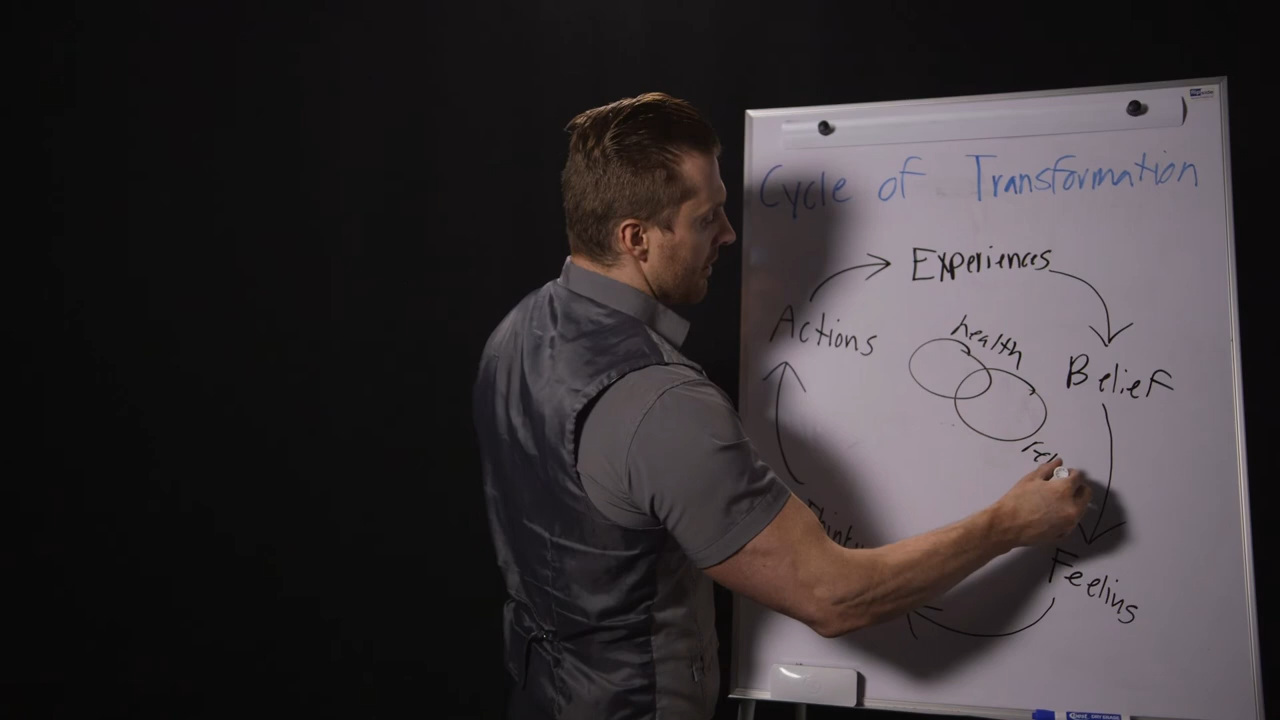 Cycle of Transformation
Experiences
Actions
health
Belief
Feelins